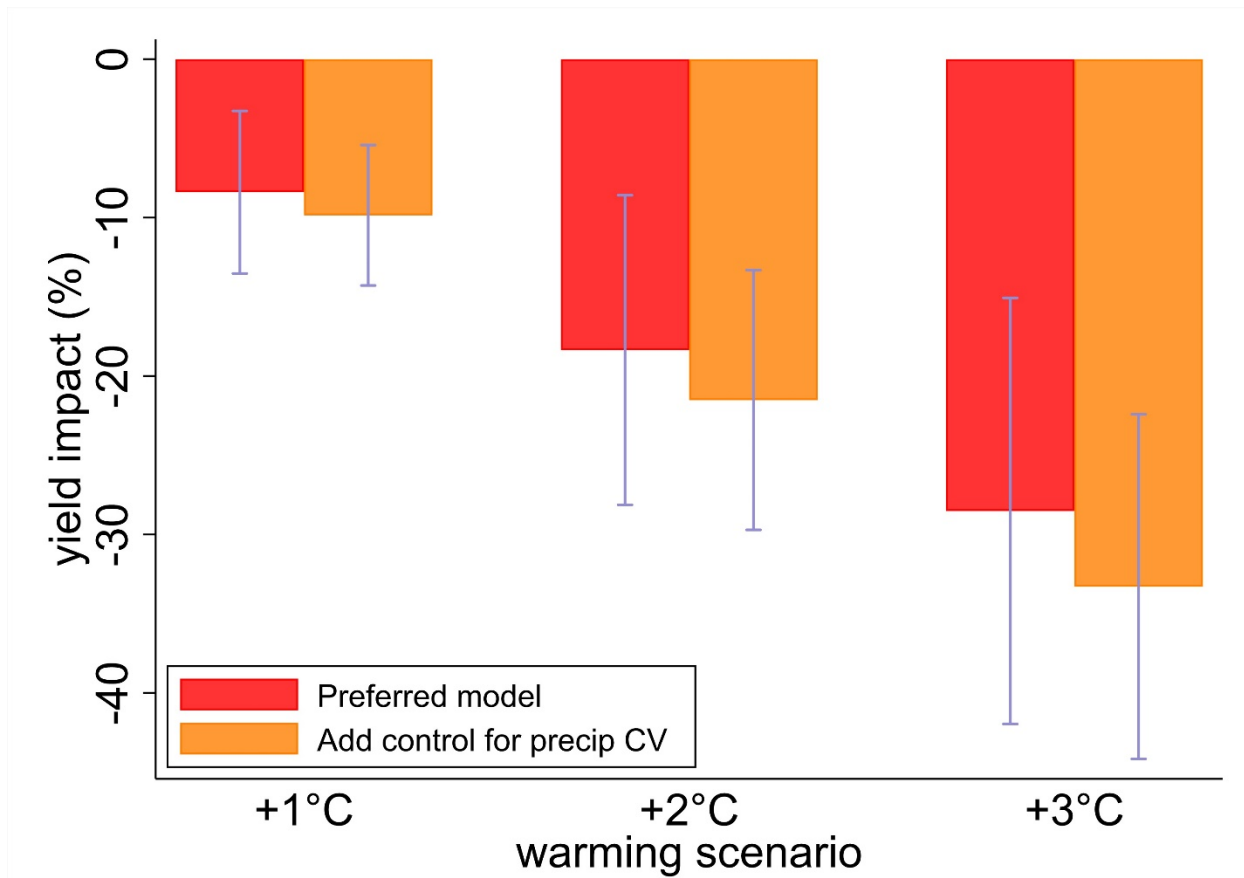 0
-10
-20
-30
-40
yield impact (%)
Preferred model
Add control for precip CV
+1°C
+2°C
+3°C
warming scenario